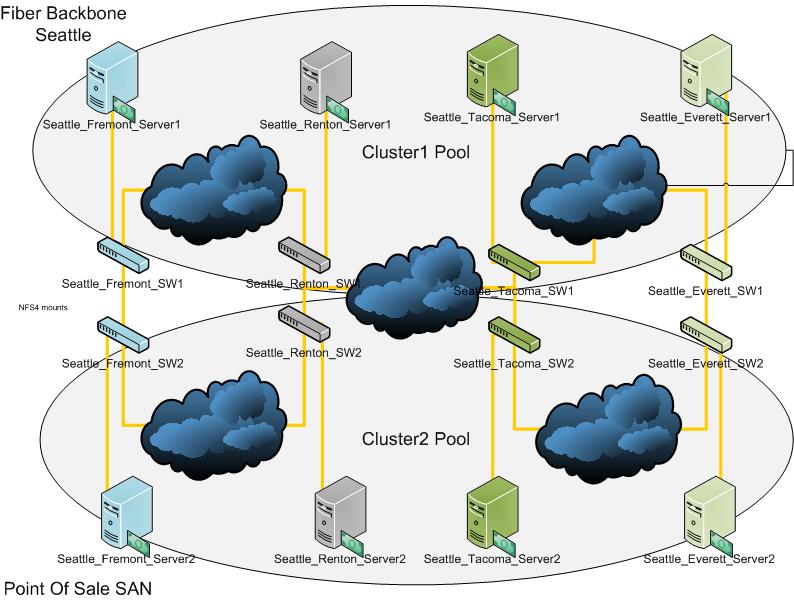 Fiber Backbone
Seattle
Seattle_Fremont_Server1
Seattle_Renton_Server1
Seattle_Tacoma_Server1
Seattle_Everett_Server1
Cluster1 Pool
Seattle_Fremont_SW1
Seattle_Renton_SW1
Seattle_Tacoma_SW1
Seattle_Everett_SW1
NFS4 mounts
Seattle_Fremont_SW2
Seattle_Renton_SW2
Seattle_Tacoma_SW2
Seattle_Everett_SW2
Cluster2 Pool
Seattle_Fremont_Server2
Seattle_Renton_Server2
Seattle_Tacoma_Server2
Seattle_Everett_Server2
Point Of Sale SAN